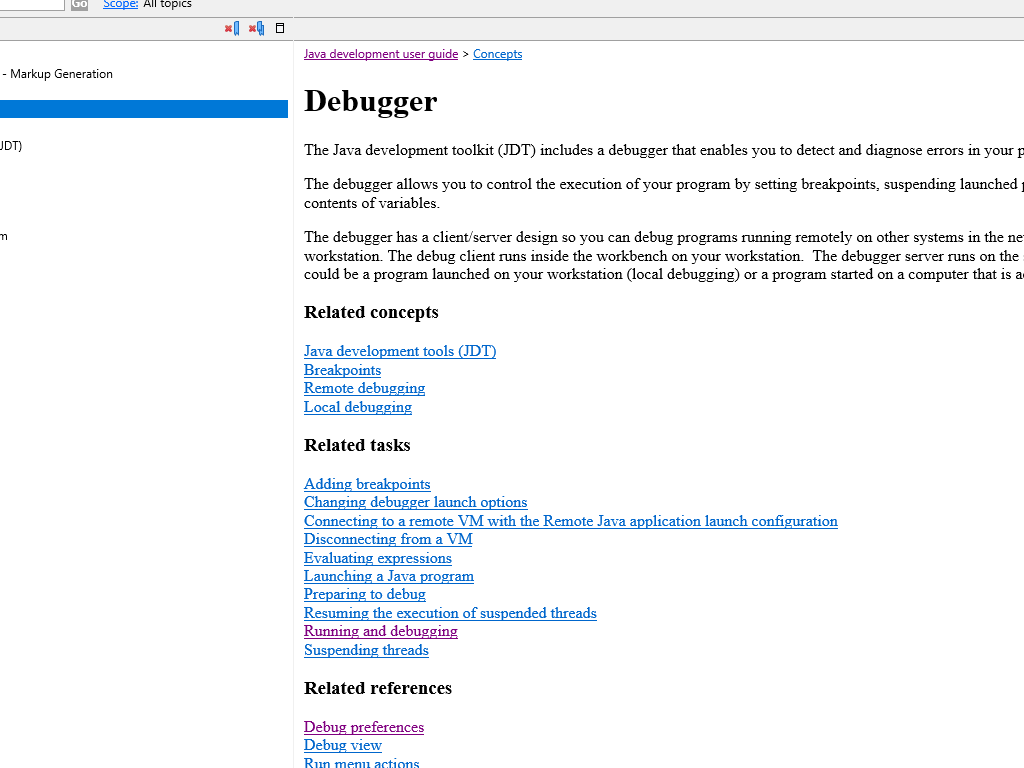 Go Scope: All topics
- Markup Generation
JDT)
m
Java development user guide > Concepts
Debugger
The Java development toolkit (JDT) includes a debugger that enables you to detect and diagnose errors in your p
The debugger allows you to control the execution of your program by setting breakpoints, suspending launched
contents of variables.
The debugger has a client/server design so you can debug programs running remotely on other systems in the ne
workstation. The debug client runs inside the workbench on your workstation. The debugger server runs on the
could be a program launched on your workstation (local debugging) or a program started on a computer that is a
Related concepts
Java development tools (JDT)
Breakpoints
Remote debugging
Local debugging
Related tasks
Adding breakpoints
Changing debugger launch options
Connecting to a remote VM with the Remote Java application launch configuration
Disconnecting from a VM
Evaluating expressions
Launching a Java program
Preparing to debug
Resuming the execution of suspended threads
Running and debugging
Suspending threads
Related references
Debug preferences
Debug view
Run menu actions